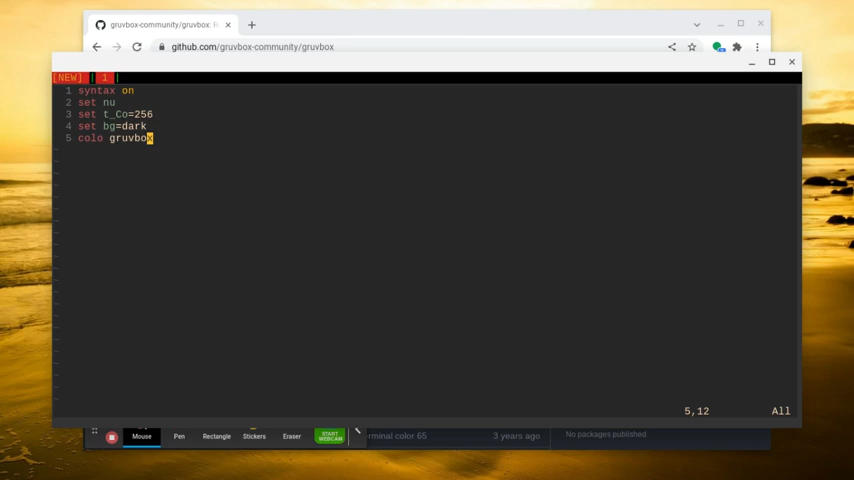 gruvbox-community/gruvbox: R
github.com/gruvbox-community/gruvbox
[NEW] | 1 |
1 syntax on
2 set nu
3 set t_Co=256
4 set bg=dark
5 colo gruvbox
5,12 All
Mouse Pen Rectangle Stickers Eraser START WEBCAM
erminal color 65 3 years ago No packages published